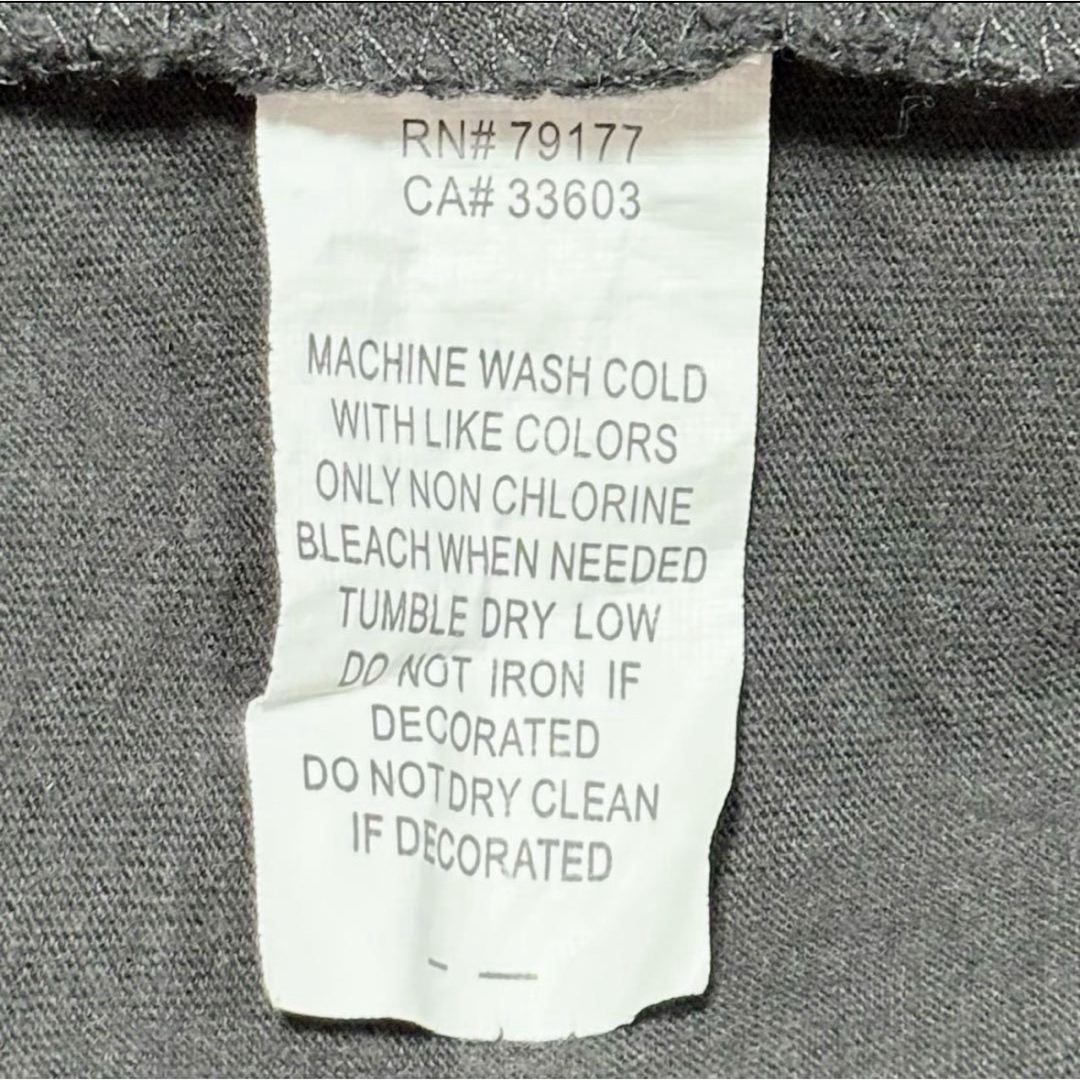 RN# 79177
CA# 33603
MACHINE WASH COLD
WITH LIKE COLORS
ONLY NON CHLORINE
BLEACH WHEN NEEDED
TUMBLE DRY LOW
DO NOT IRON IF
DECORATED
DO NOT DRY CLEAN
IF DECORATED